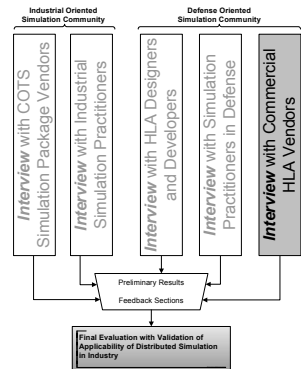 Industrial Oriented
Simulation Community
Defense Oriented
Simulation Community
Interview with COTS
Simulation Package Vendors
Interview with Industrial
Simulation Practitioners
Interview with HLA Designers
and Developers
Interview with Simulation
Practitioners in Defense
Interview with Commercial
HLA Vendors
Preliminary Results
Feedback Sections
Final Evaluation with Validation of
Applicability of Distributed Simulation
in Industry